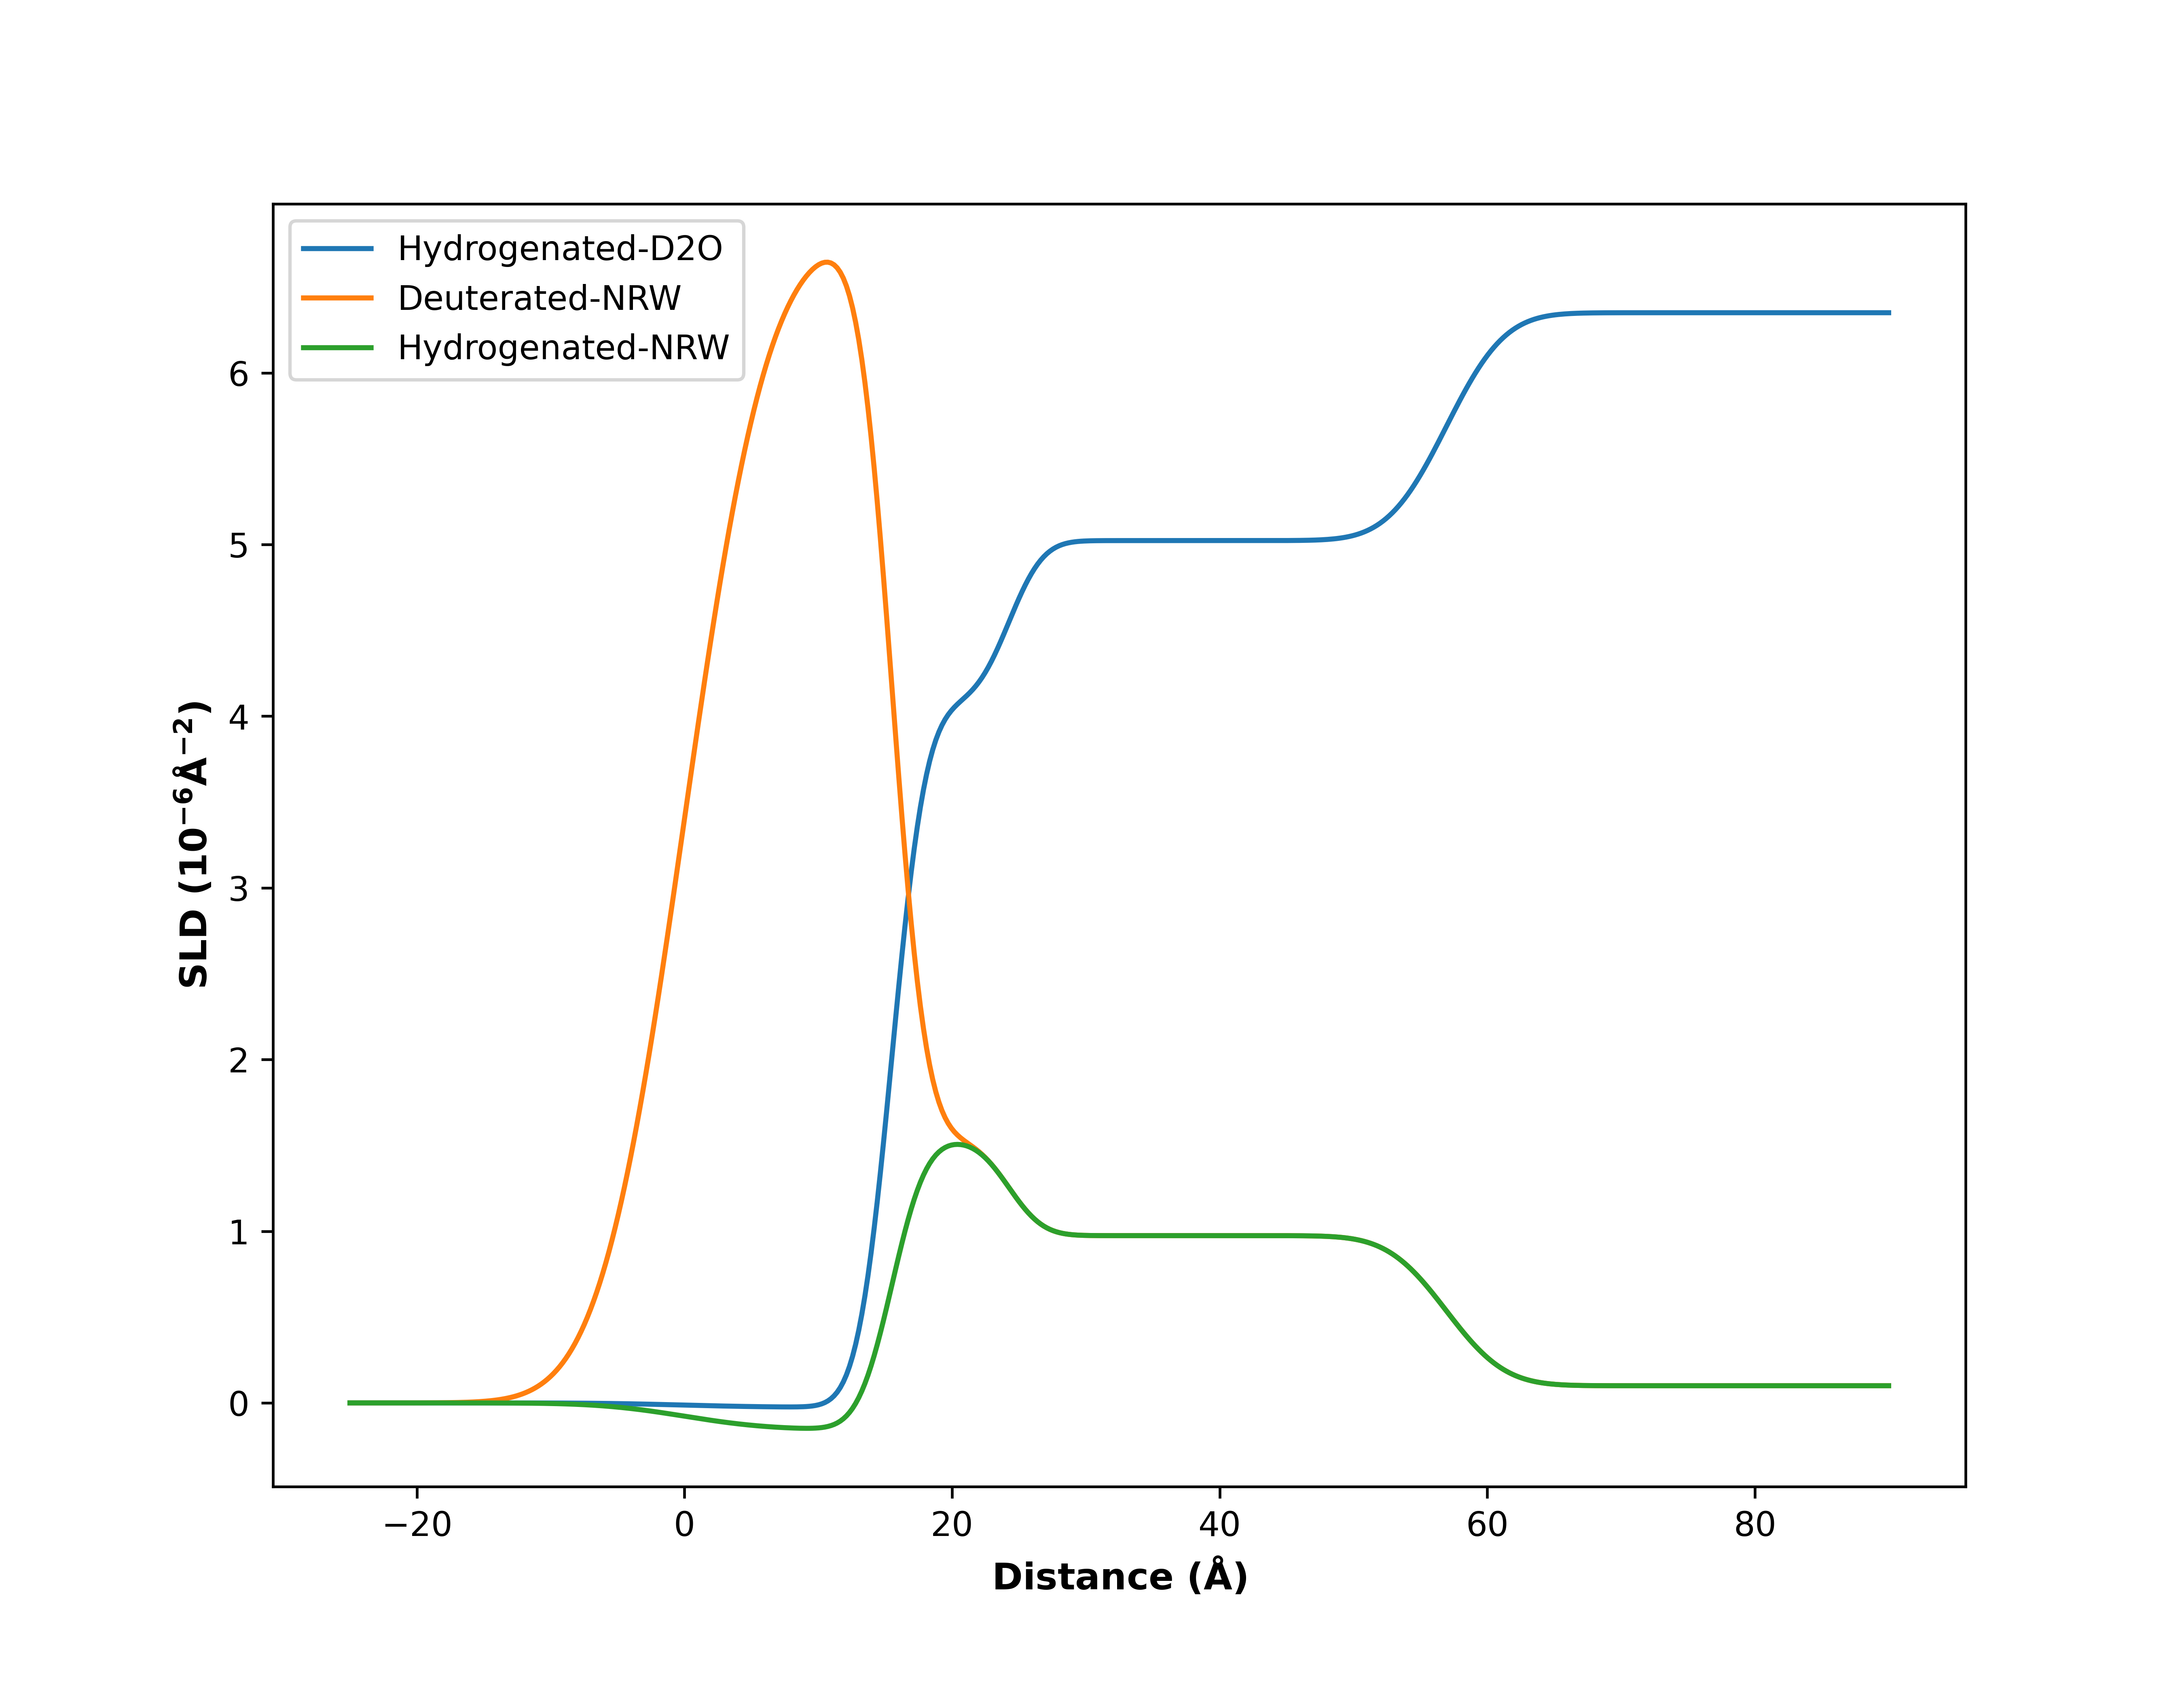 Hydrogenated-D2O
Deuterated-NRW
Hydrogenated-NRW
6
5
4
3
2
1
0
SLD (10⁻⁶Å⁻²)
−20 0 20 40 60 80
Distance (Å)